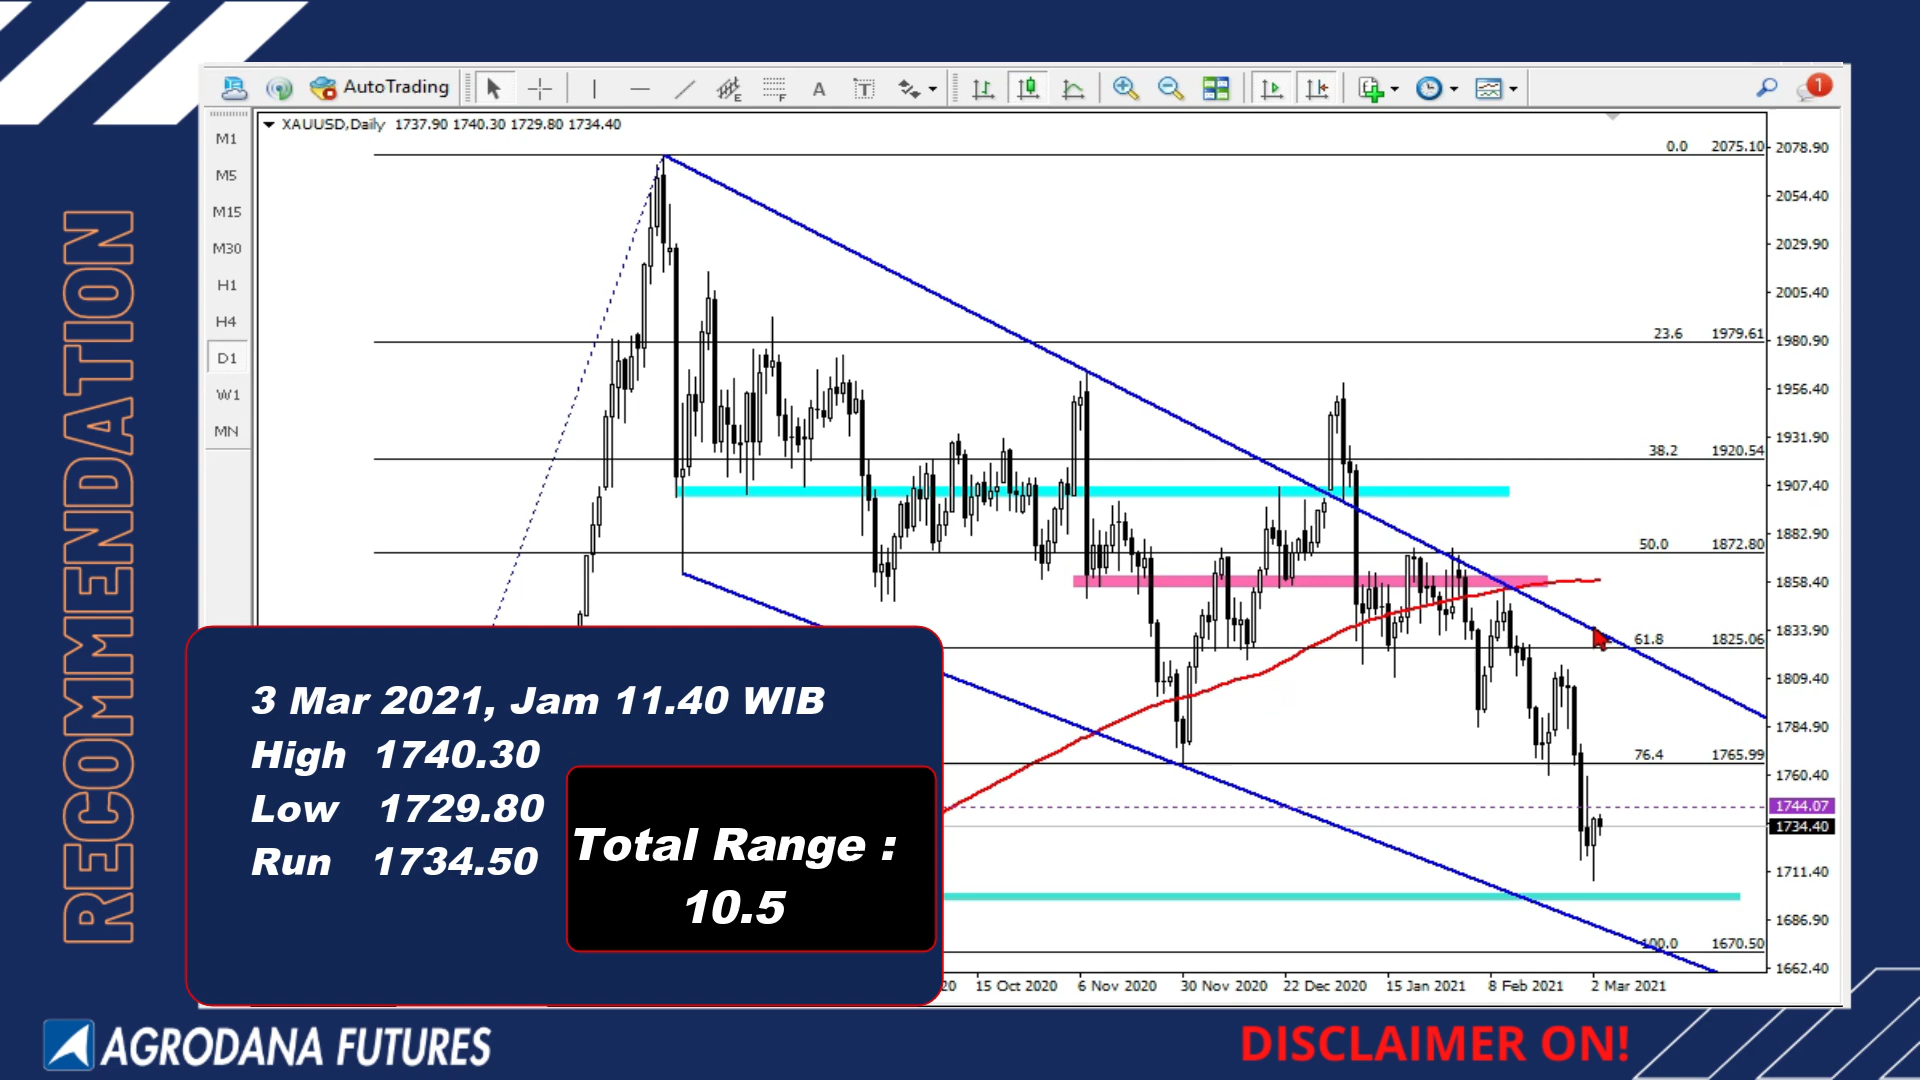 RECOMMENDATION
AutoTrading
E
F
A
T
1
M1
M5
M15
M30
H1
H4
D1
W1
MN
XAUUSD,Daily 1737.90 1740.30 1729.80 1734.40
0.0 2075.10
23.6 1979.61
38.2 1920.54
50.0 1872.80
61.8 1825.06
76.4 1765.99
100.0 1670.50
2078.90
2054.40
2029.90
2005.40
1980.90
1956.40
1931.90
1907.40
1882.90
1858.40
1833.90
1809.40
1784.90
1760.40
1744.07
1734.40
1711.40
1686.90
1662.40
3 Mar 2021, Jam 11.40 WIB
High 1740.30
Low 1729.80
Run 1734.50
Total Range :
10.5
20 15 Oct 2020 6 Nov 2020 30 Nov 2020 22 Dec 2020 15 Jan 2021 8 Feb 2021 2 Mar 2021
AGRODANA FUTURES
DISCLAIMER ON!